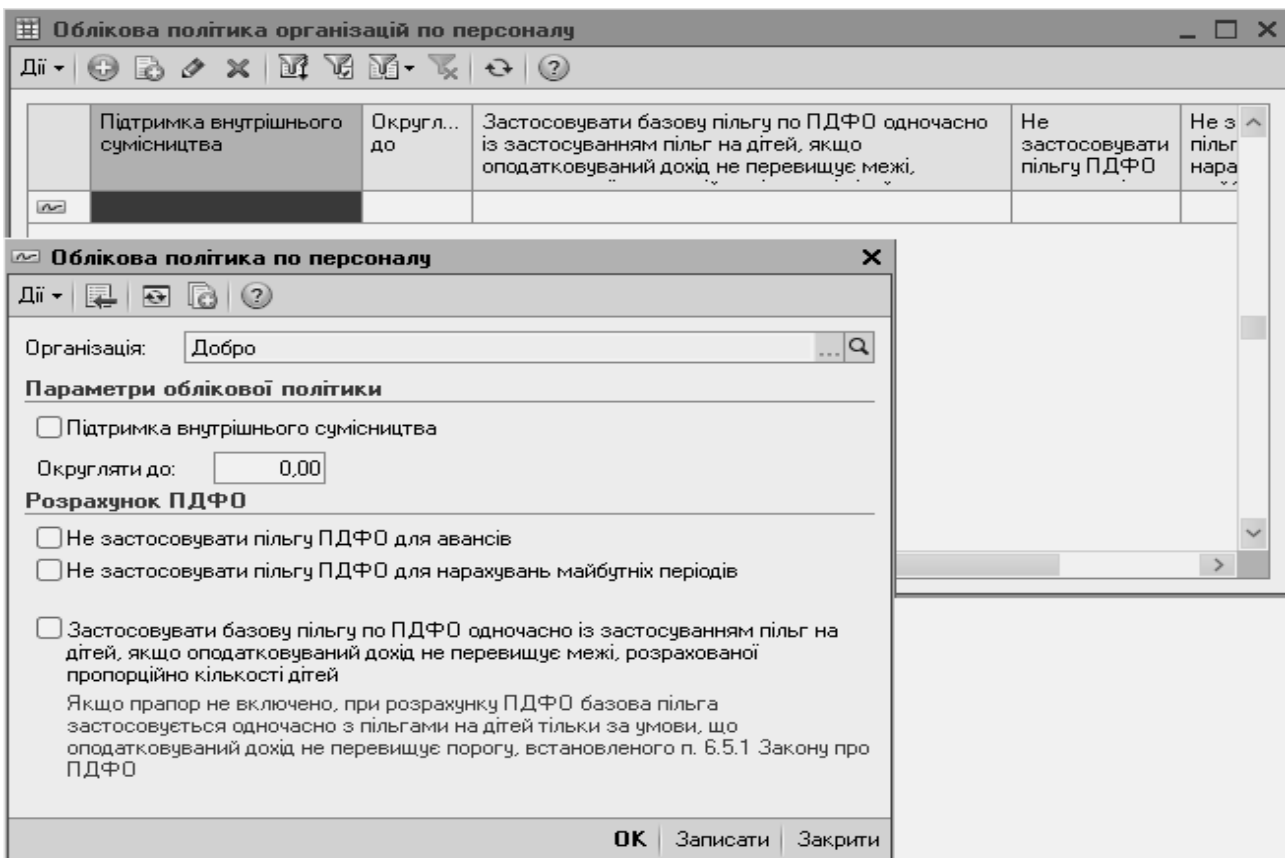 Облікова політика організацій по персоналу
Дії
Підтримка внутрішнього
сумісництва
Округл...
до
Застосовувати базову пільгу по ПДФО одночасно
із застосуванням пільг на дітей, якщо
оподатковуваний дохід не перевищує межі,
Не
застосовувати
пільгу ПДФО
Не з
пільг
нара
Облікова політика по персоналу
Дії
Організація: Добро ...
Параметри облікової політики
Підтримка внутрішнього сумісництва
Округляти до: 0,00
Розрахунок ПДФО
Не застосовувати пільгу ПДФО для авансів
Не застосовувати пільгу ПДФО для нарахувань майбутніх періодів
Застосовувати базову пільгу по ПДФО одночасно із застосуванням пільг на
дітей, якщо оподатковуваний дохід не перевищує межі, розрахованої
пропорційно кількості дітей
Якщо прапор не включено, при розрахунку ПДФО базова пільга
застосовується одночасно з пільгами на дітей тільки за умови, що
оподатковуваний дохід не перевищує порогу, встановленого п. 6.5.1 Закону про
ПДФО
OK Записати Закрити